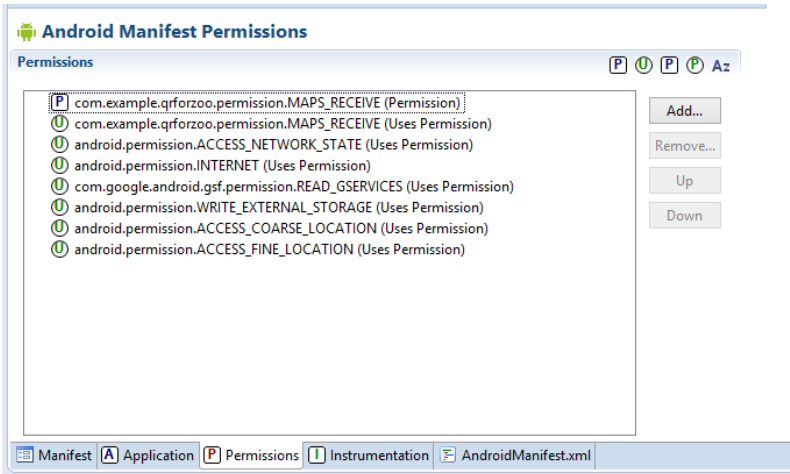 Android Manifest Permissions
Permissions
P U P P Az
P com.example.qrforzoo.permission.MAPS_RECEIVE (Permission)
U com.example.qrforzoo.permission.MAPS_RECEIVE (Uses Permission)
U android.permission.ACCESS_NETWORK_STATE (Uses Permission)
U android.permission.INTERNET (Uses Permission)
U com.google.android.gsf.permission.READ_GSERVICES (Uses Permission)
U android.permission.WRITE_EXTERNAL_STORAGE (Uses Permission)
U android.permission.ACCESS_COARSE_LOCATION (Uses Permission)
U android.permission.ACCESS_FINE_LOCATION (Uses Permission)
Add...
Remove...
Up
Down
Manifest A Application P Permissions I Instrumentation F AndroidManifest.xml